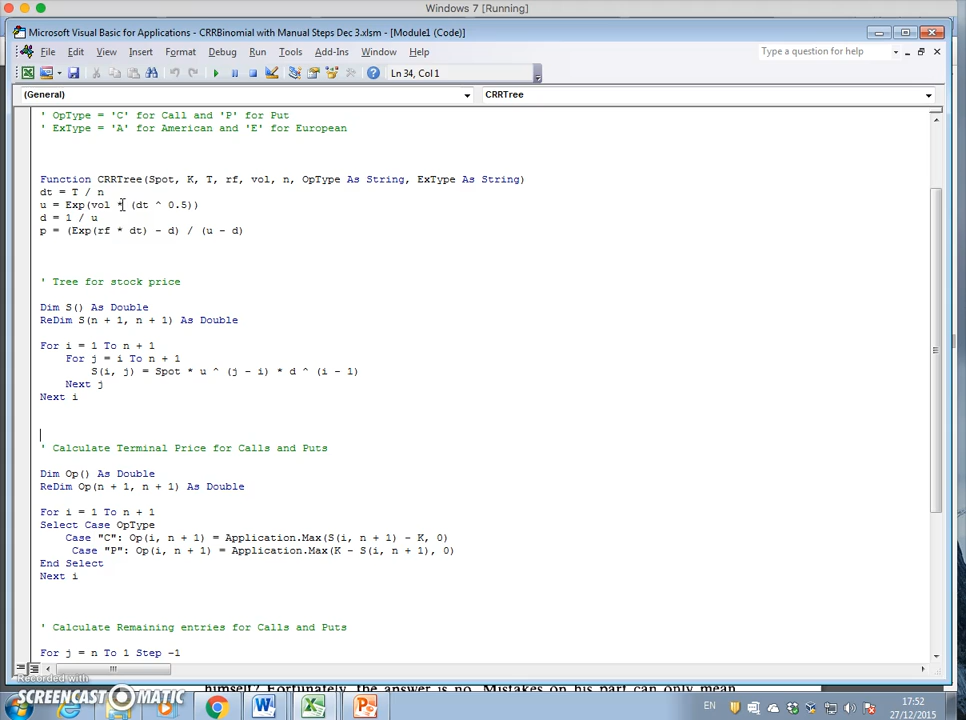 Windows 7 [Running]
Microsoft Visual Basic for Applications - CRRBinomial with Manual Steps Dec 3.xlsm - [Module1 (Code)]
File Edit View Insert Format Debug Run Tools Add-Ins Window Help
Type a question for help
Ln 34, Col 1
(General)
CRRTree
' OpType = 'C' for Call and 'P' for Put
' ExType = 'A' for American and 'E' for European
Function CRRTree(Spot, K, T, rf, vol, n, OpType As String, ExType As String)
dt = T / n
u = Exp(vol * (dt ^ 0.5))
d = 1 / u
p = (Exp(rf * dt) - d) / (u - d)
' Tree for stock price
Dim S() As Double
ReDim S(n + 1, n + 1) As Double
For i = 1 To n + 1
For j = i To n + 1
S(i, j) = Spot * u ^ (j - i) * d ^ (i - 1)
Next j
Next i
' Calculate Terminal Price for Calls and Puts
Dim Op() As Double
ReDim Op(n + 1, n + 1) As Double
For i = 1 To n + 1
Select Case OpType
Case "C": Op(i, n + 1) = Application.Max(S(i, n + 1) - K, 0)
Case "P": Op(i, n + 1) = Application.Max(K - S(i, n + 1), 0)
End Select
Next i
' Calculate Remaining entries for Calls and Puts
For j = n To 1 Step -1
Recorded with
SCREENCAST MATIC
himself? Fortunately, the answer is no. Mistakes on his part can only mean
EN
17:52
27/12/2015